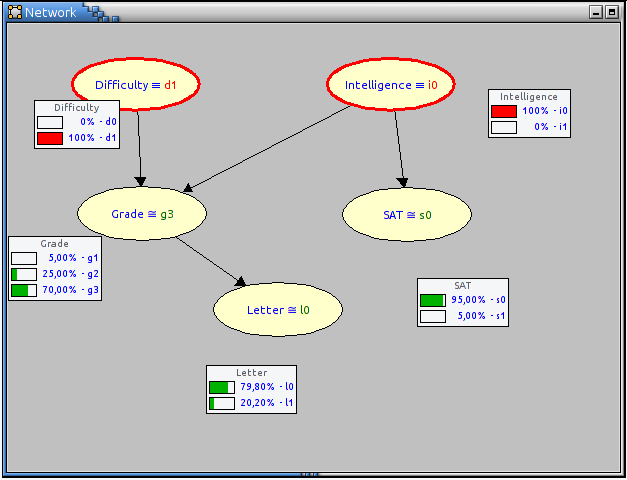 Network
Difficulty ≡ d1
Intelligence ≡ i0
Difficulty
0% - d0
100% - d1
Intelligence
100% - i0
0% - i1
Grade ≅ g3
SAT ≅ s0
Grade
5,00% - g1
25,00% - g2
70,00% - g3
SAT
95,00% - s0
5,00% - s1
Letter ≅ l0
Letter
79,80% - l0
20,20% - l1